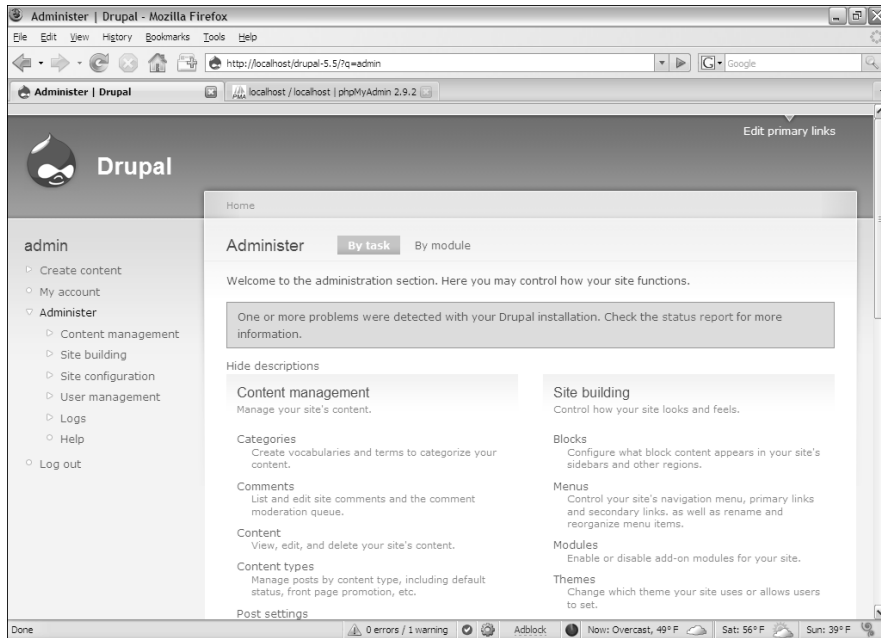 Administer | Drupal - Mozilla Firefox
File Edit View History Bookmarks Tools Help
http://localhost/drupal-5.5/?q=admin
G Google
Administer | Drupal
localhost / localhost | phpMyAdmin 2.9.2
Edit primary links
Drupal
Home
admin
Create content
My account
Administer
Content management
Site building
Site configuration
User management
Logs
Help
Log out
Administer By task By module
Welcome to the administration section. Here you may control how your site functions.
One or more problems were detected with your Drupal installation. Check the status report for more
information.
Hide descriptions
Content management
Manage your site's content.
Categories
Create vocabularies and terms to categorize your
content.
Comments
List and edit site comments and the comment
moderation queue.
Content
View, edit, and delete your site's content.
Content types
Manage posts by content type, including default
status, front page promotion, etc.
Post settings
Site building
Control how your site looks and feels.
Blocks
Configure what block content appears in your site's
sidebars and other regions.
Menus
Control your site's navigation menu, primary links
and secondary links. as well as rename and
reorganize menu items.
Modules
Enable or disable add-on modules for your site.
Themes
Change which theme your site uses or allows users
to set.
Done
0 errors / 1 warning
Adblock
Now: Overcast, 49° F
Sat: 56° F
Sun: 39° F